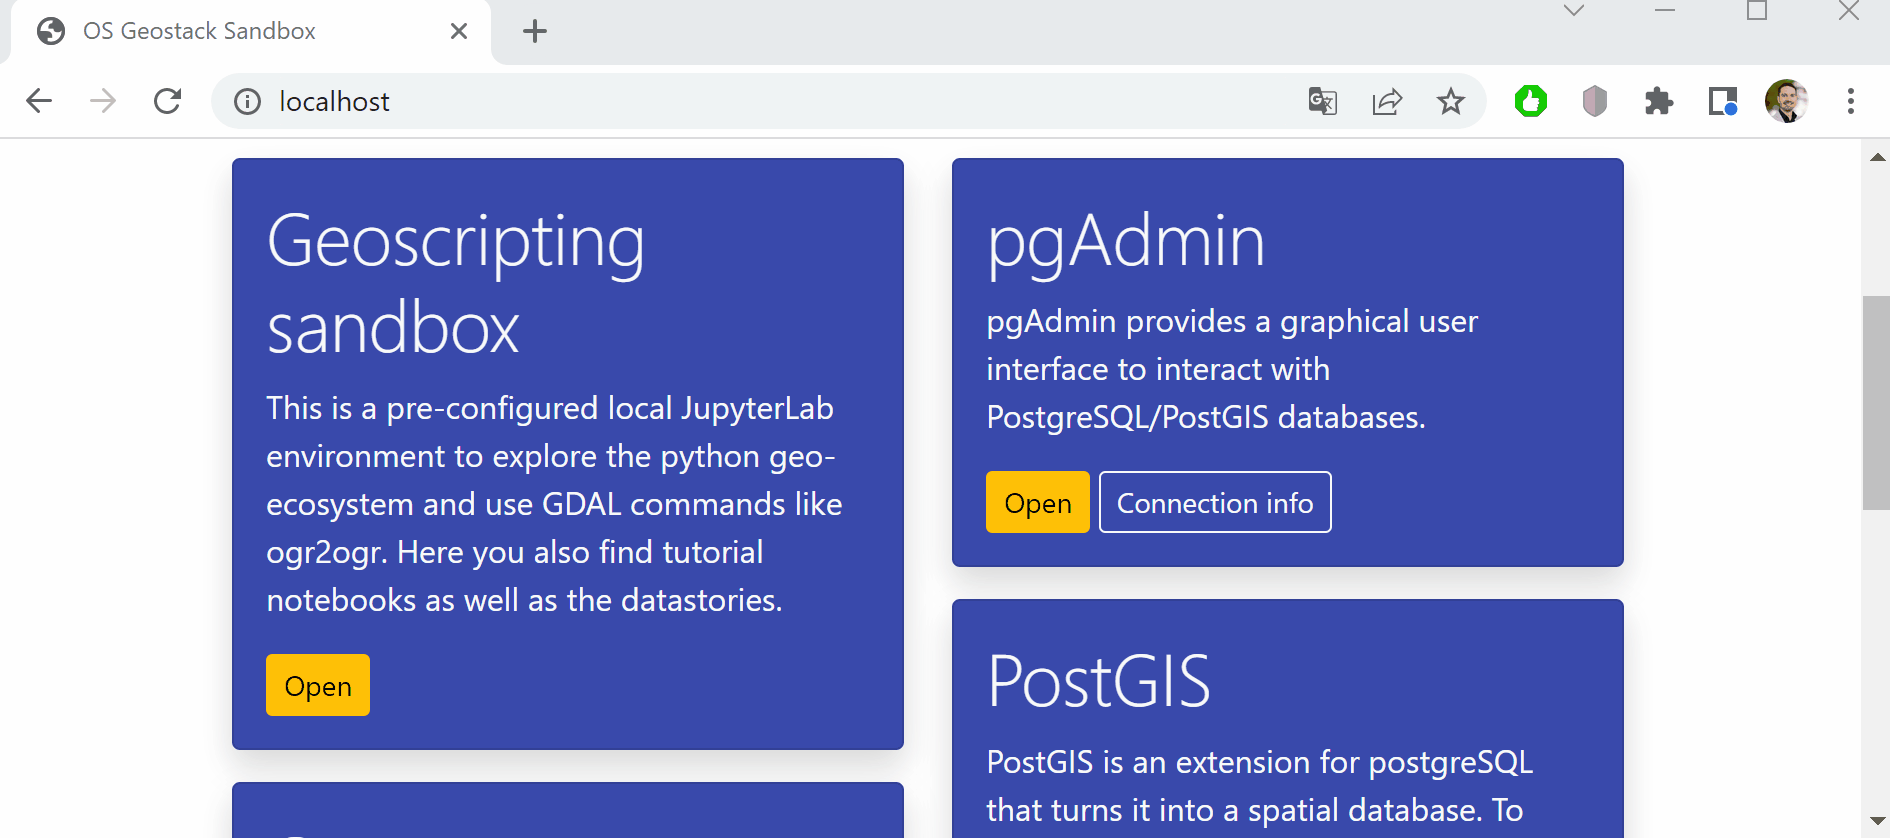 OS Geostack Sandbox
localhost
Geoscripting
sandbox
This is a pre-configured local JupyterLab
environment to explore the python geo-
ecosystem and use GDAL commands like
ogr2ogr. Here you also find tutorial
notebooks as well as the datastories.
Open
pgAdmin
pgAdmin provides a graphical user
interface to interact with
PostgreSQL/PostGIS databases.
Open
Connection info
PostGIS
PostGIS is an extension for postgreSQL
that turns it into a spatial database. To